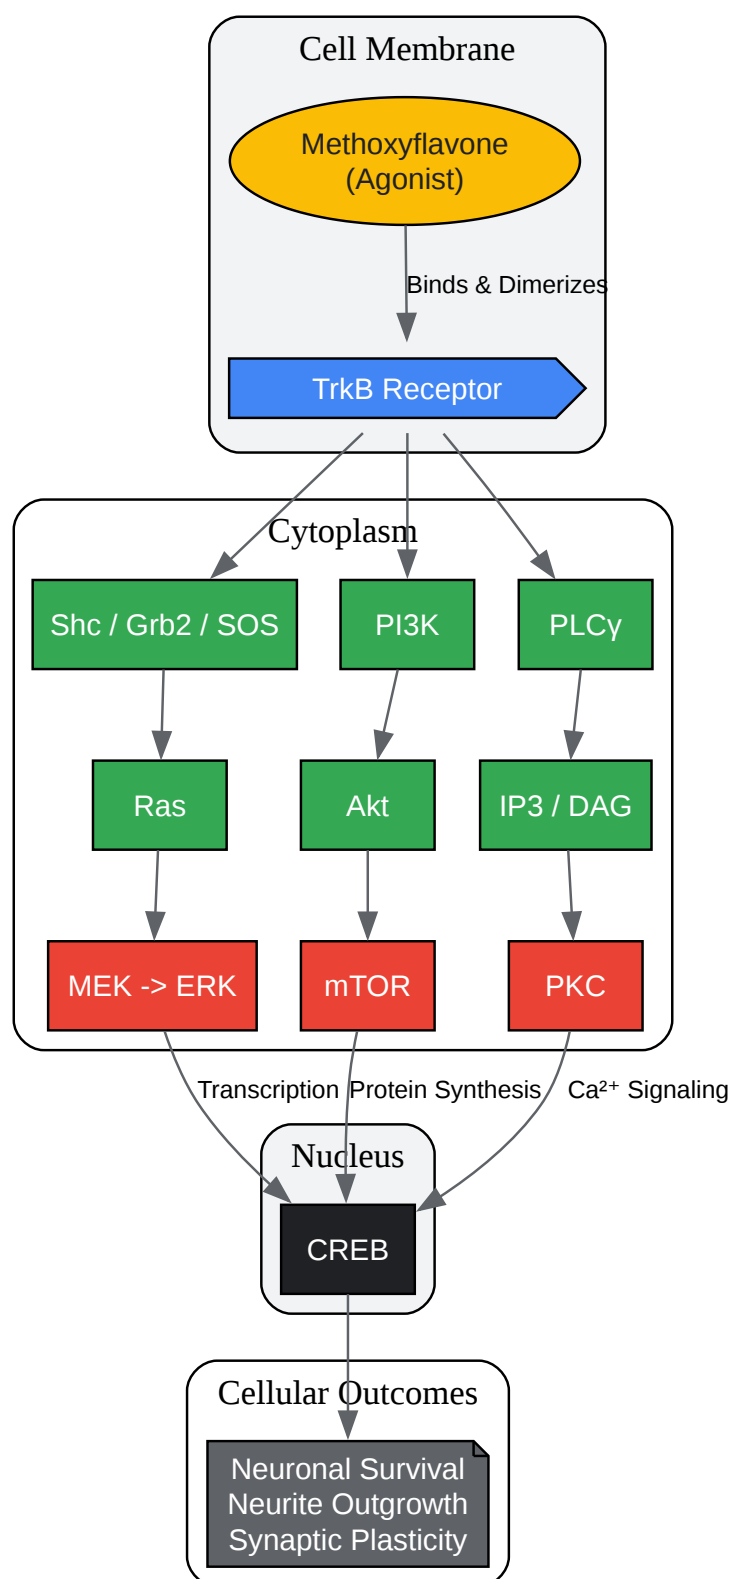 Cell Membrane
Methoxyflavone
(Agonist)
Binds & Dimerizes
TrkB Receptor
Cytoplasm
Shc / Grb2 / SOS
PI3K
PLCγ
Ras
Akt
IP3 / DAG
MEK -> ERK
mTOR
PKC
Transcription
Protein Synthesis
Ca²⁺ Signaling
Nucleus
CREB
Cellular Outcomes
Neuronal Survival
Neurite Outgrowth
Synaptic Plasticity